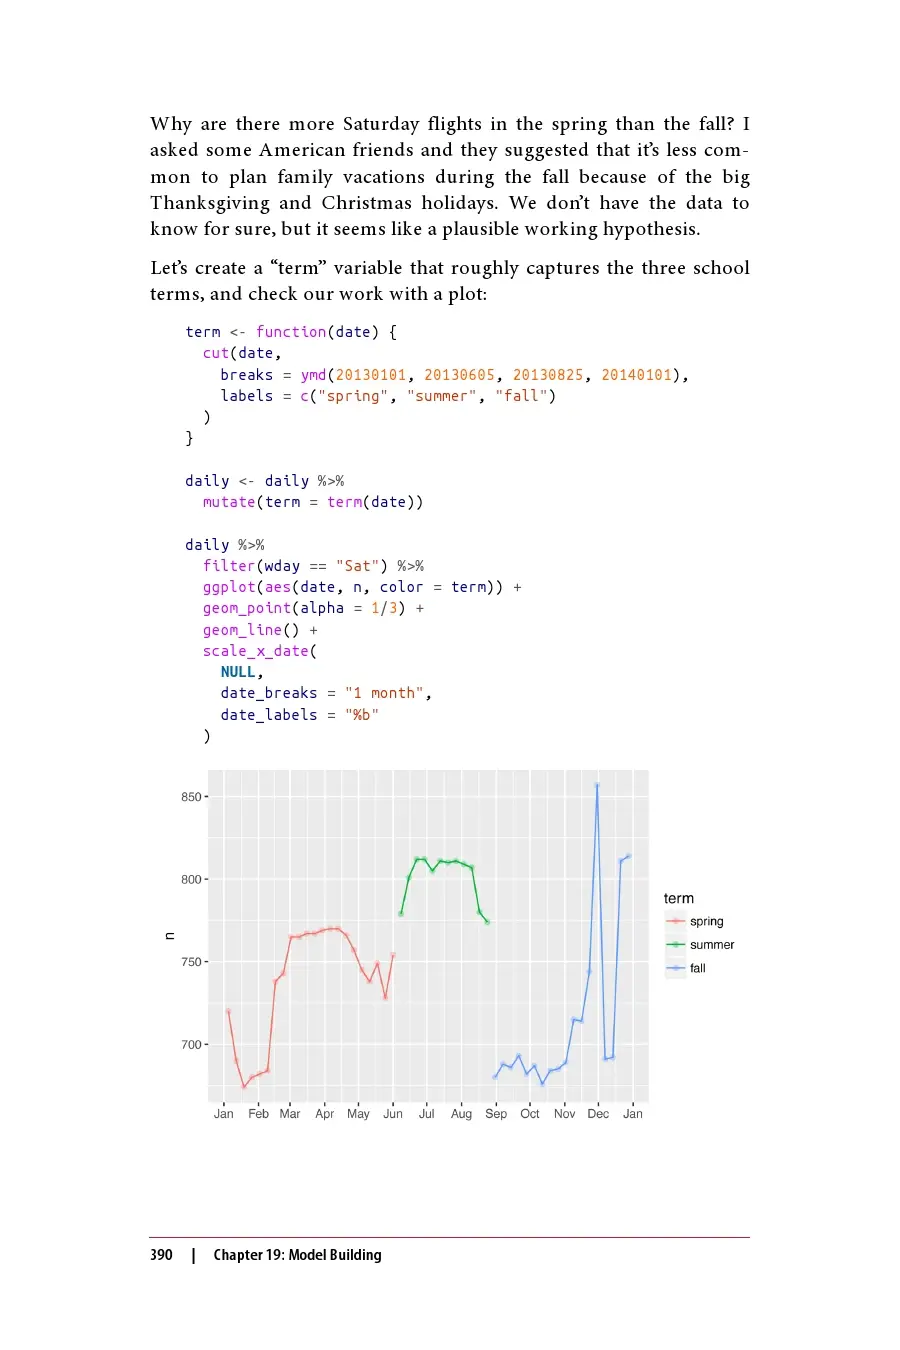 Why are there more Saturday flights in the spring than the fall? I
asked some American friends and they suggested that it’s less com-
mon to plan family vacations during the fall because of the big
Thanksgiving and Christmas holidays. We don’t have the data to
know for sure, but it seems like a plausible working hypothesis.
Let’s create a “term” variable that roughly captures the three school
terms, and check our work with a plot:
term <- function(date) {
cut(date,
breaks = ymd(20130101, 20130605, 20130825, 20140101),
labels = c("spring", "summer", "fall")
)
}
daily <- daily %>%
mutate(term = term(date))
daily %>%
filter(wday == "Sat") %>%
ggplot(aes(date, n, color = term)) +
geom_point(alpha = 1/3) +
geom_line() +
scale_x_date(
NULL,
date_breaks = "1 month",
date_labels = "%b"
)
850
800
750
700
n
Jan Feb Mar Apr May Jun Jul Aug Sep Oct Nov Dec Jan
term
spring
summer
fall
390 | Chapter 19: Model Building